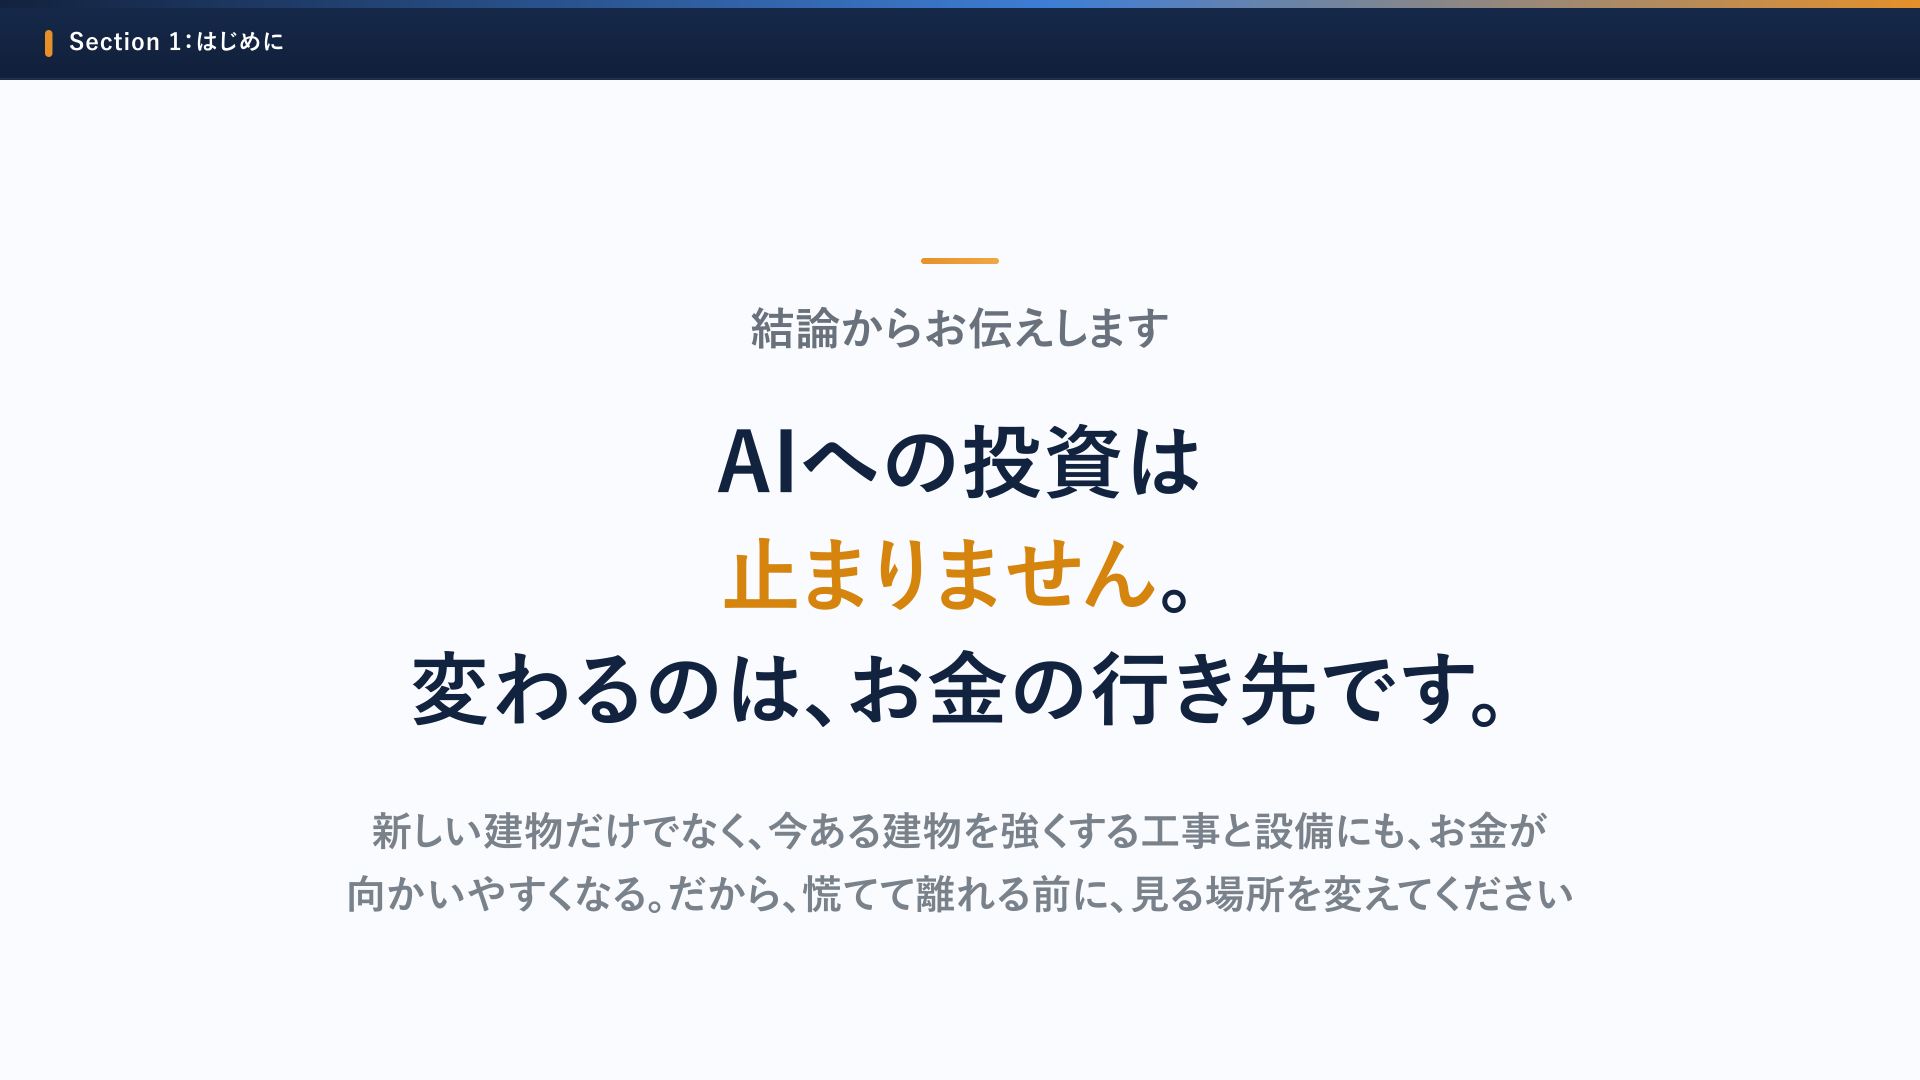 Section 1：はじめに
結論からお伝えします
AIへの投資は
止まりません。
変わるのは、お金の行き先です。
新しい建物だけでなく、今ある建物を強くする工事と設備にも、お金が
向かいやすくなる。だから、慌てて離れる前に、見る場所を変えてください